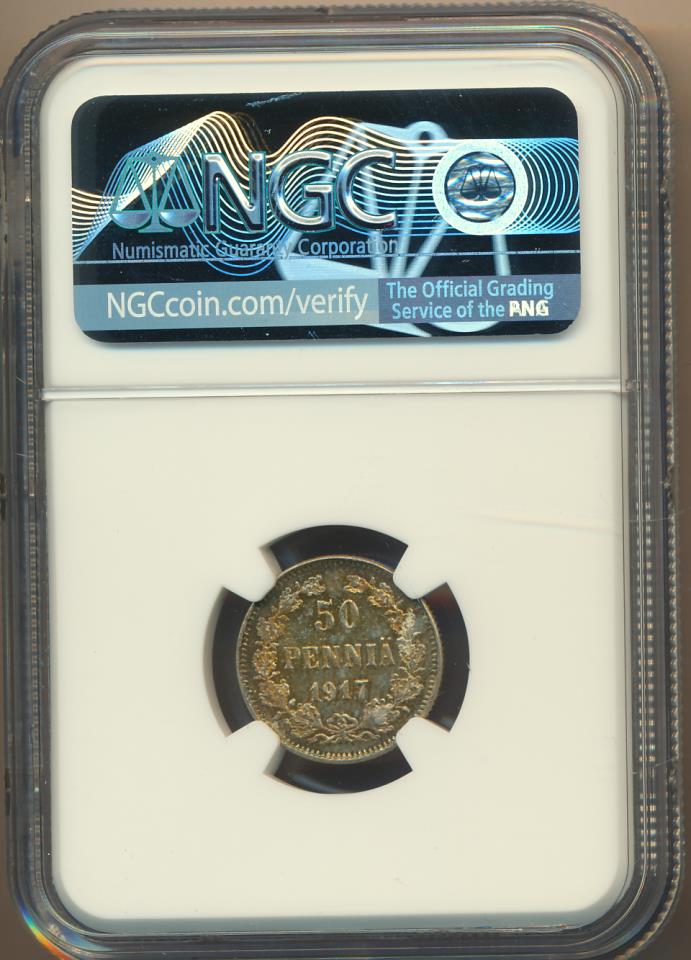 NGC
Numismatic Guaranty Corporation
NGCcoin.com/verify
The Official Grading
Service of the PNG
50
PENNIÄ
1917